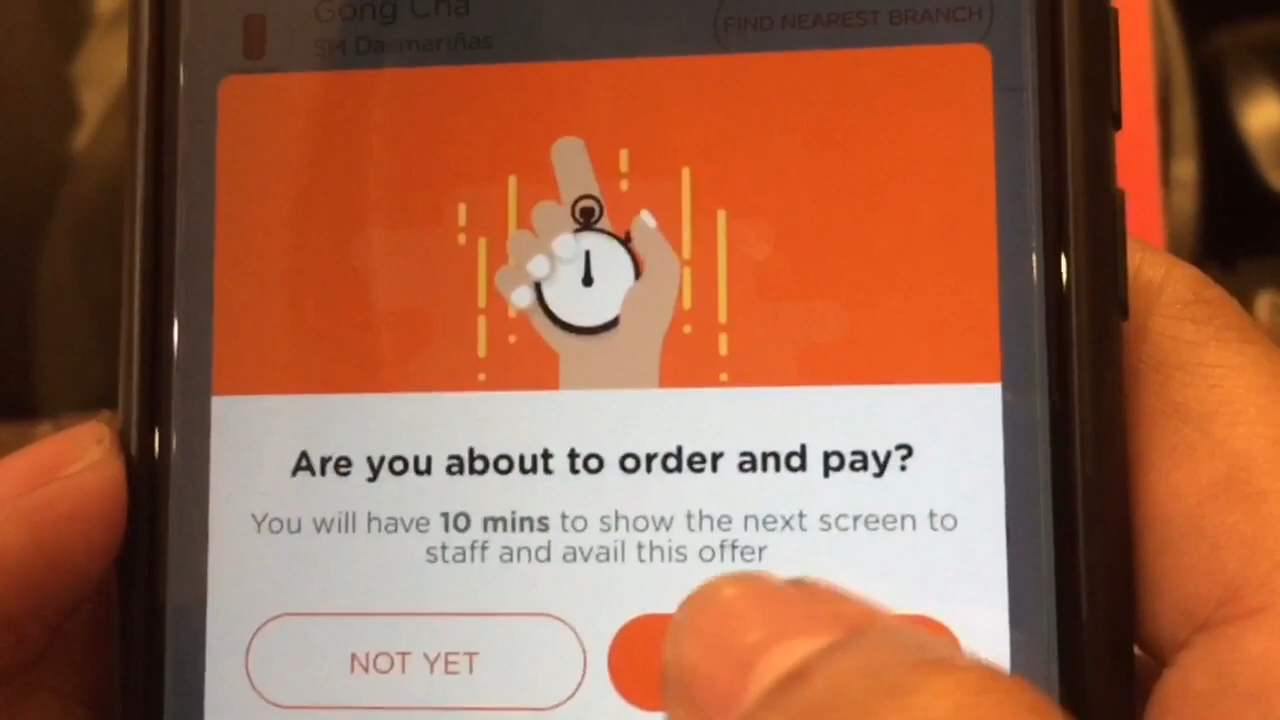 Gong Cha
SM Dasmariñas
FIND NEAREST BRANCH
Are you about to order and pay?
You will have 10 mins to show the next screen to
staff and avail this offer
NOT YET